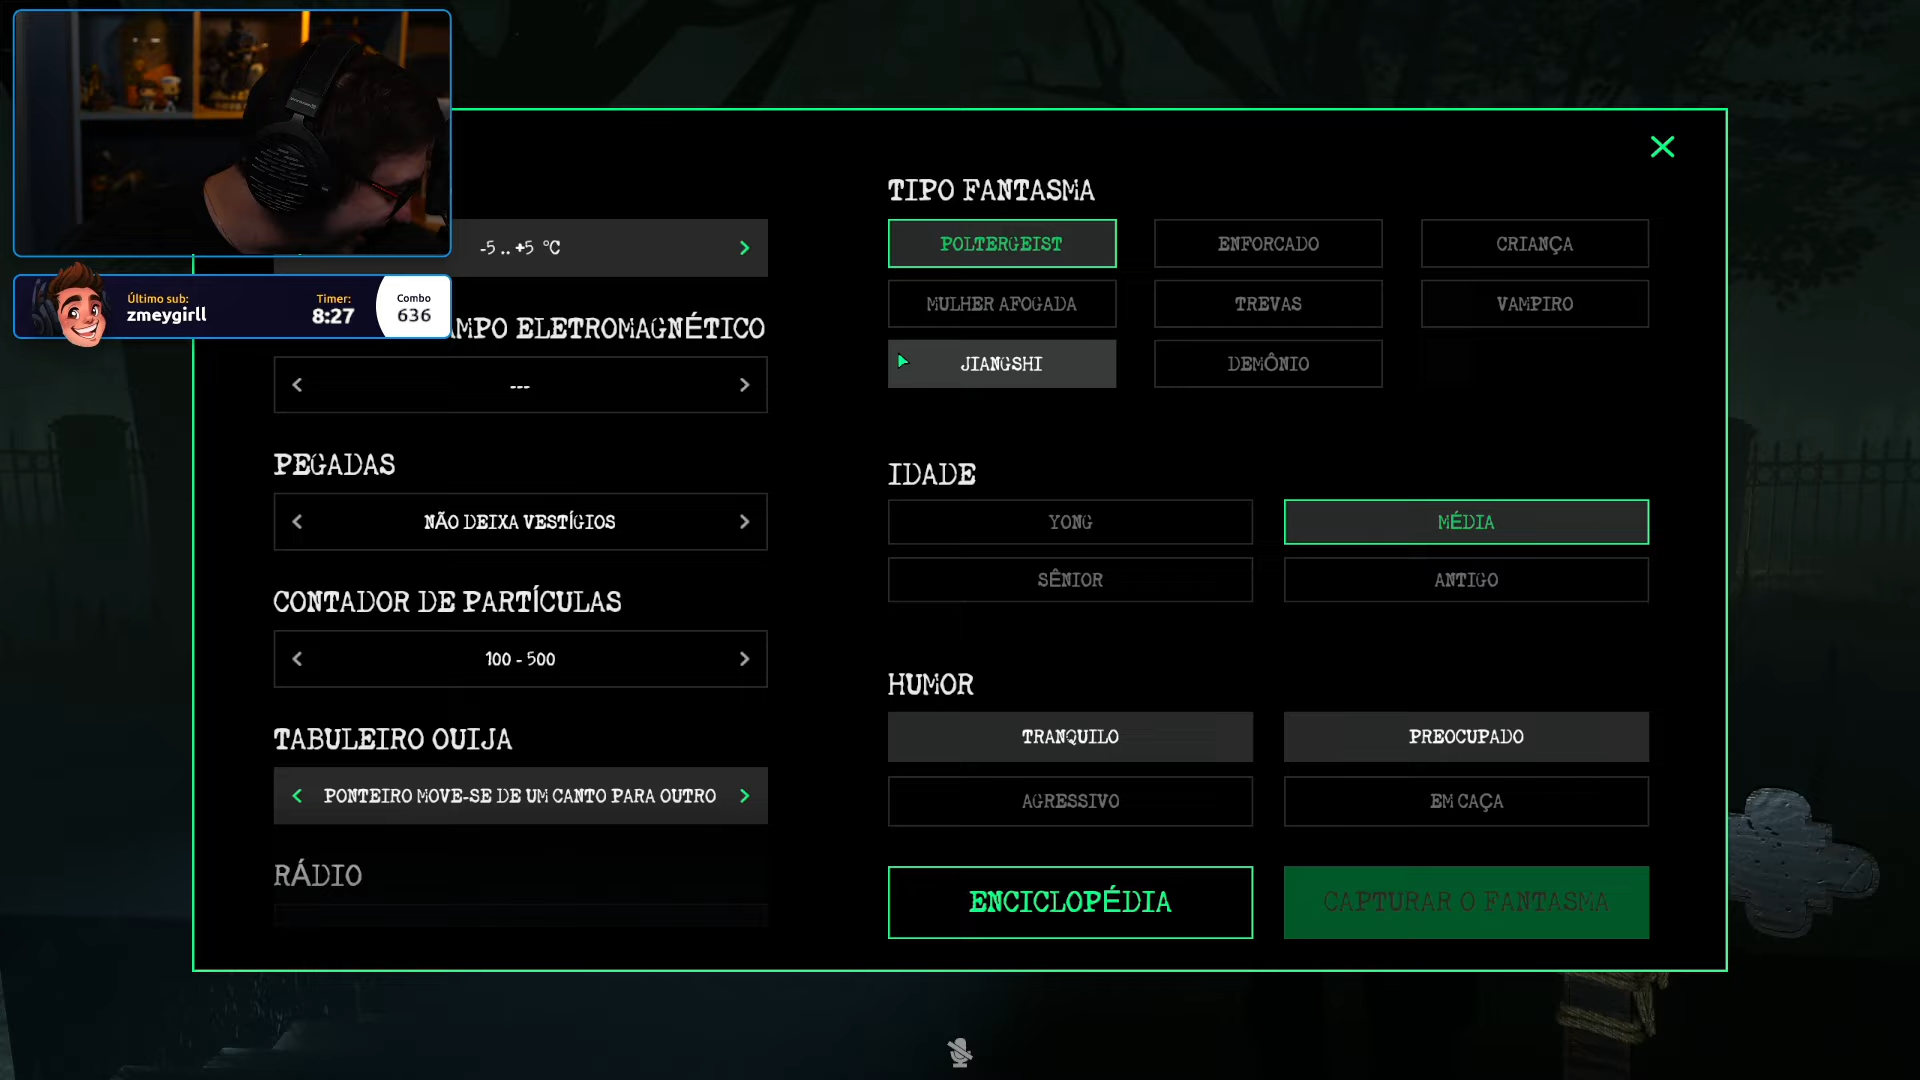 Último sub:
zmeygirll
Timer:
8:27
Combo
636
-5 .. +5 °C
MPO ELETROMAGNÉTICO
---
PEGADAS
NÃO DEIXA VESTÍGIOS
CONTADOR DE PARTÍCULAS
100 - 500
TABULEIRO OUIJA
PONTEIRO MOVE-SE DE UM CANTO PARA OUTRO
RÁDIO
TIPO FANTASMA
POLTERGEIST
ENFORCADO
CRIANÇA
MULHER AFOGADA
TREVAS
VAMPIRO
JIANGSHI
DEMÔNIO
IDADE
YONG
MÉDIA
SÊNIOR
ANTIGO
HUMOR
TRANQUILO
PREOCUPADO
AGRESSIVO
EM CAÇA
ENCICLOPÉDIA
CAPTURAR O FANTASMA